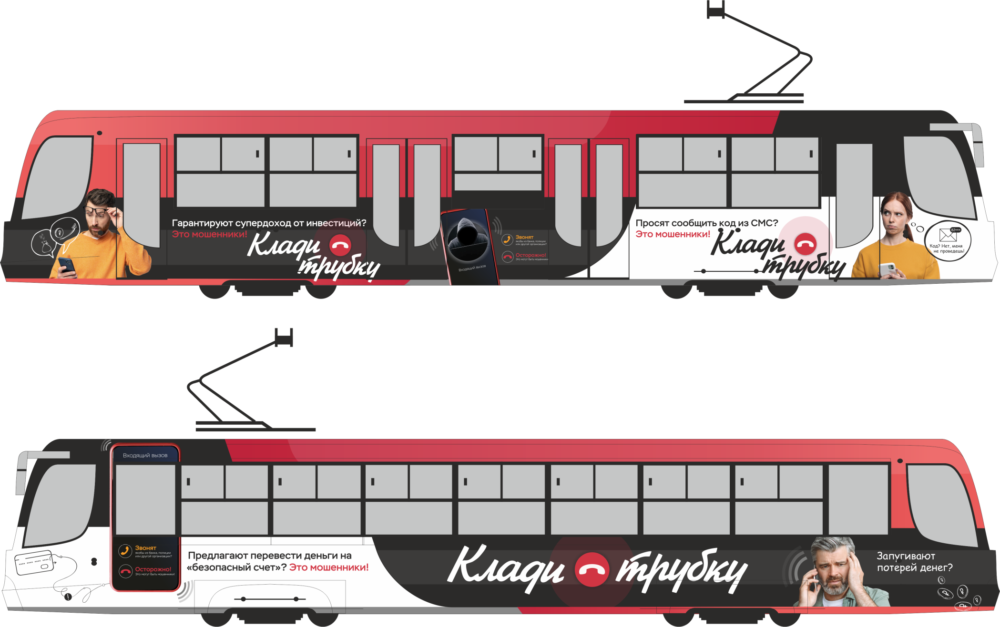 Гарантируют супердоход от инвестиций?
Это мошенники!
Клади
трубку
Входящий вызов
Звонят
якобы из банка, полиции
или другой организации?
Осторожно!
Это могут быть мошенники!
Просят сообщить код из СМС?
Это мошенники!
Клади
трубку
82***
Код? Нет, меня
не проведешь!
Входящий вызов
Звонят
якобы из банка, полиции
или другой организации?
Осторожно!
Это могут быть мошенники!
Предлагают перевести деньги на
«безопасный счет»? Это мошенники!
Клади трубку
Запугивают
потерей денег?